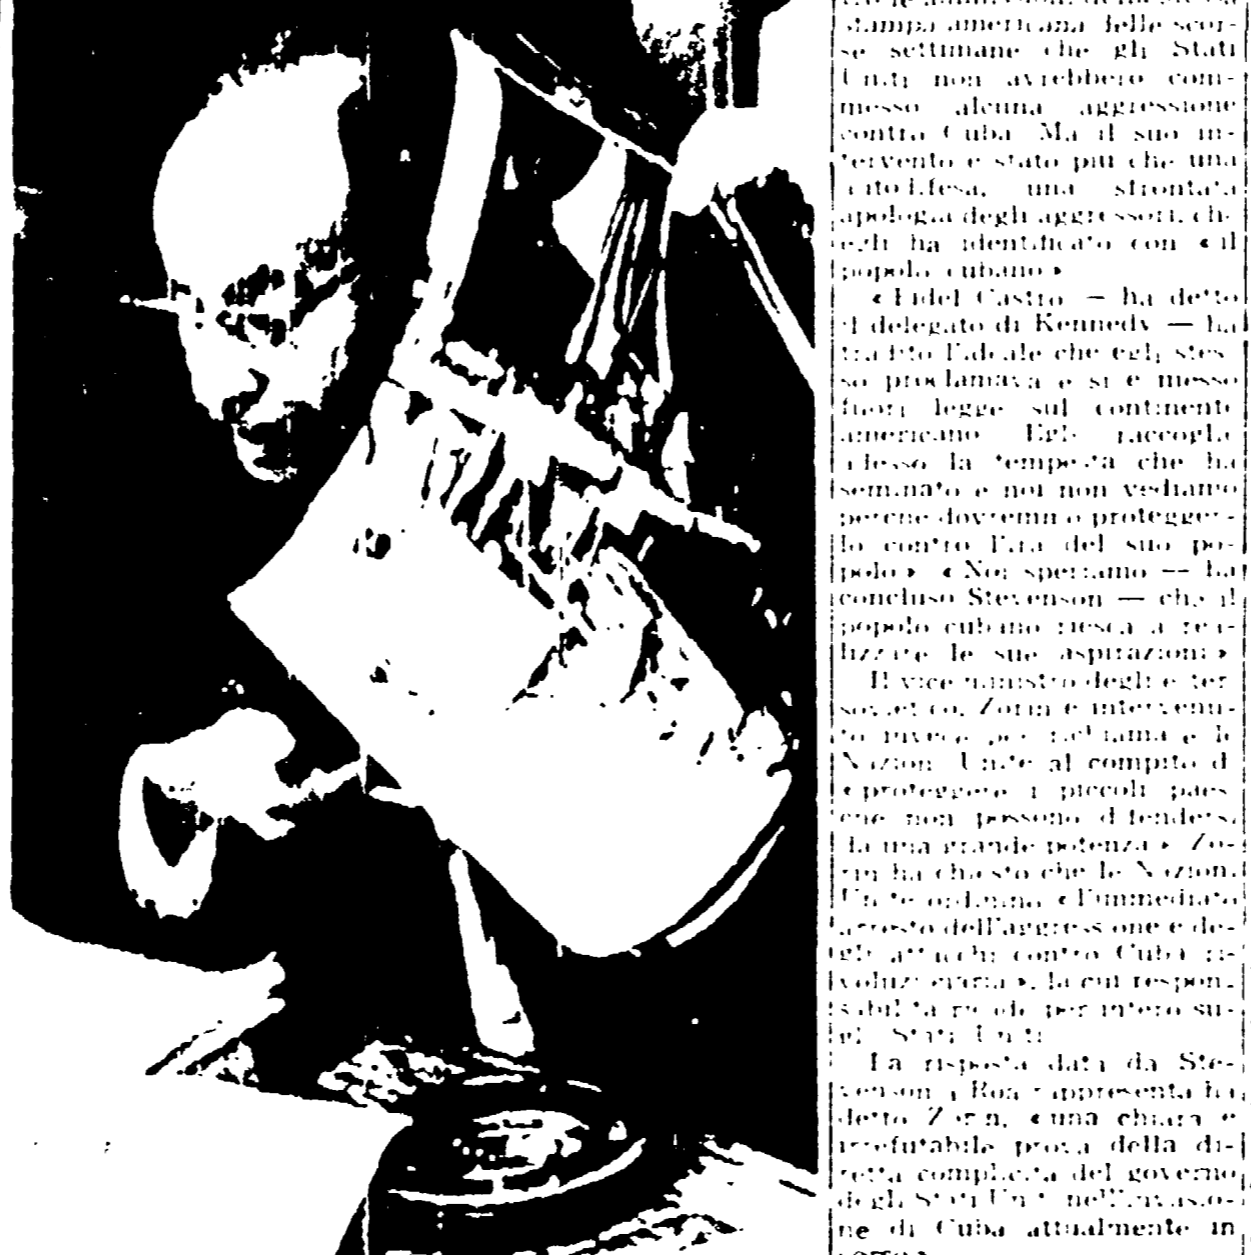 stampa americana delle scor-
se settimane che gli Stati
Uniti non avrebbero com-
messo alcuna aggressione
contro Cuba Ma il suo in-
tervento e stato piu che una
una sfrontata
apologia degli aggressori, che
egli ha identificato con «il
popolo cubano»
«Fidel Castro — ha detto
il delegato di Kennedy — ha
tradito l'ideale che egli stes-
so proclamava e si e messo
fuori legge sul continente
americano Egli raccoglie
adesso la tempesta che ha
seminato e noi non vediamo
perche dovremmo protegger-
lo contro l'ira del suo po-
polo» «Noi speriamo — ha
concluso Stevenson — che il
popolo cubano riesca a rea-
lizzare le sue aspirazioni»
Il vice ministro degli esteri
sovietico, Zorin e intervenu-
to invece per richiamare le
Nazioni Unite al compito di
«proteggere i piccoli paesi
che non possono difendersi
da una grande potenza» Zo-
rin ha chiesto che le Nazioni
Unite ordinino «l'immediato
arresto dell'aggressione e de-
gli attacchi contro Cuba ri-
voluzionaria», la cui respon-
sabilità ricade per intero su-
gli Stati Uniti
La risposta data da Ste-
venson a Roa rappresenta ha
detto Zorin, «una chiara e
irrefutabile prova della di-
retta complicità del governo
degli Stati Uniti nell'invasio-
ne di Cuba attualmente in
corso»